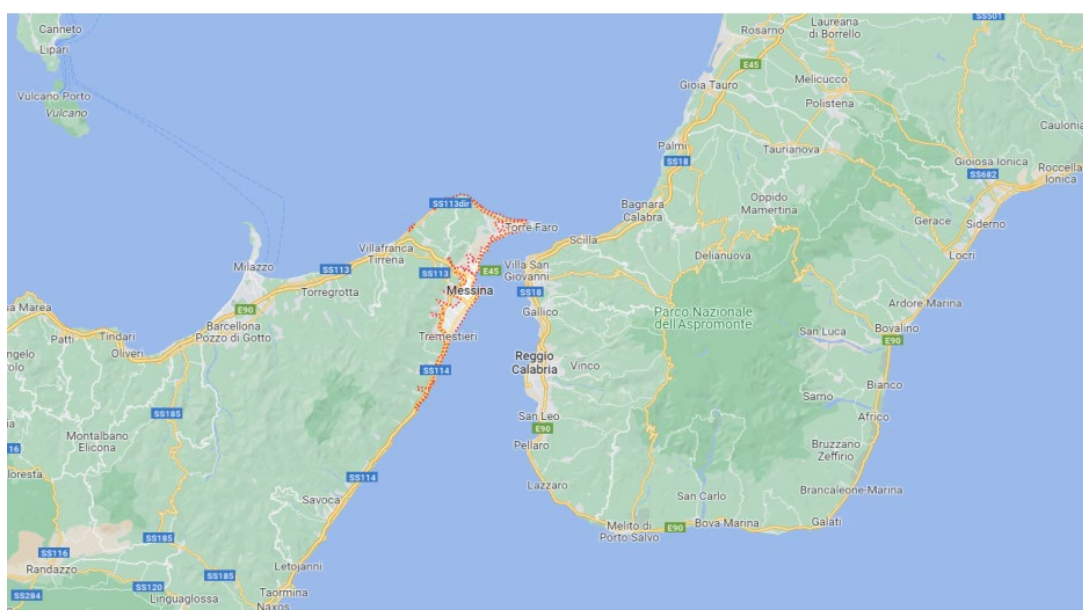 Canneto
Lipari
Vulcano Porto
Vulcano
Milazzo
SS113dir
Torre Faro
Villafranca
Tirrena
SS113
SS113
E45
Messina
Torregrotta
E90
Barcellona
Pozzo di Gotto
Tremestieri
Patti
Tindari
Oliveri
SS114
SS185
Montalbano
Elicona
SS114
Savoca
SS185
SS116
Randazzo
SS185
Letojanni
SS120
SS284
Linguaglossa
Taormina
Naxos
SS501
Laureana
di Borrello
Rosarno
E45
Gioia Tauro
Melicucco
Polistena
Caulonia
Palmi
SS18
Taurianova
Gioiosa Ionica
SS682
Roccella
Ionica
Bagnara
Calabra
Oppido
Mamertina
Gerace
Siderno
Scilla
Delianuova
Locri
Villa San
Giovanni
SS18
Gallico
Parco Nazionale
dell'Aspromonte
Ardore Marina
San Luca
Bovalino
E90
Reggio
Calabria
Vinco
Bianco
Samo
Africo
San Leo
E90
Pellaro
Bruzzano
Zeffirio
Lazzaro
San Carlo
Brancaleone-Marina
Melito di
Porto Salvo
E90
Bova Marina
Galati